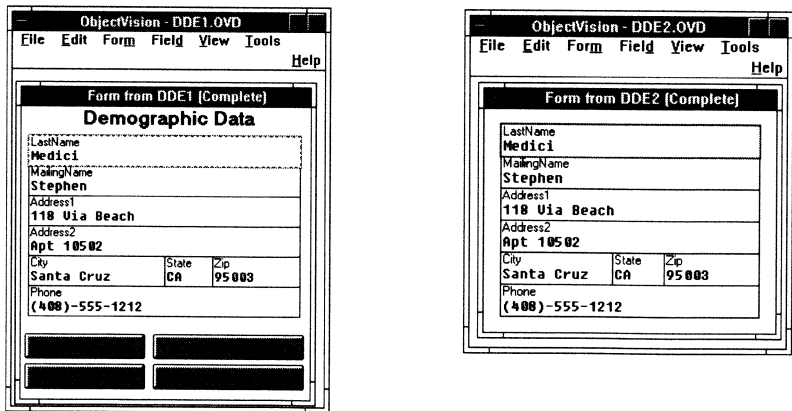 ObjectVision - DDE1.OVD
File Edit Form Field View Tools
Help
Form from DDE1 (Complete)
Demographic Data
LastName
Medici
MailingName
Stephen
Address1
118 Via Beach
Address2
Apt 10502
City State Zip
Santa Cruz CA 95003
Phone
(408)-555-1212
ObjectVision - DDE2.OVD
File Edit Form Field View Tools
Help
Form from DDE2 (Complete)
LastName
Medici
MailingName
Stephen
Address1
118 Via Beach
Address2
Apt 10502
City State Zip
Santa Cruz CA 95003
Phone
(408)-555-1212